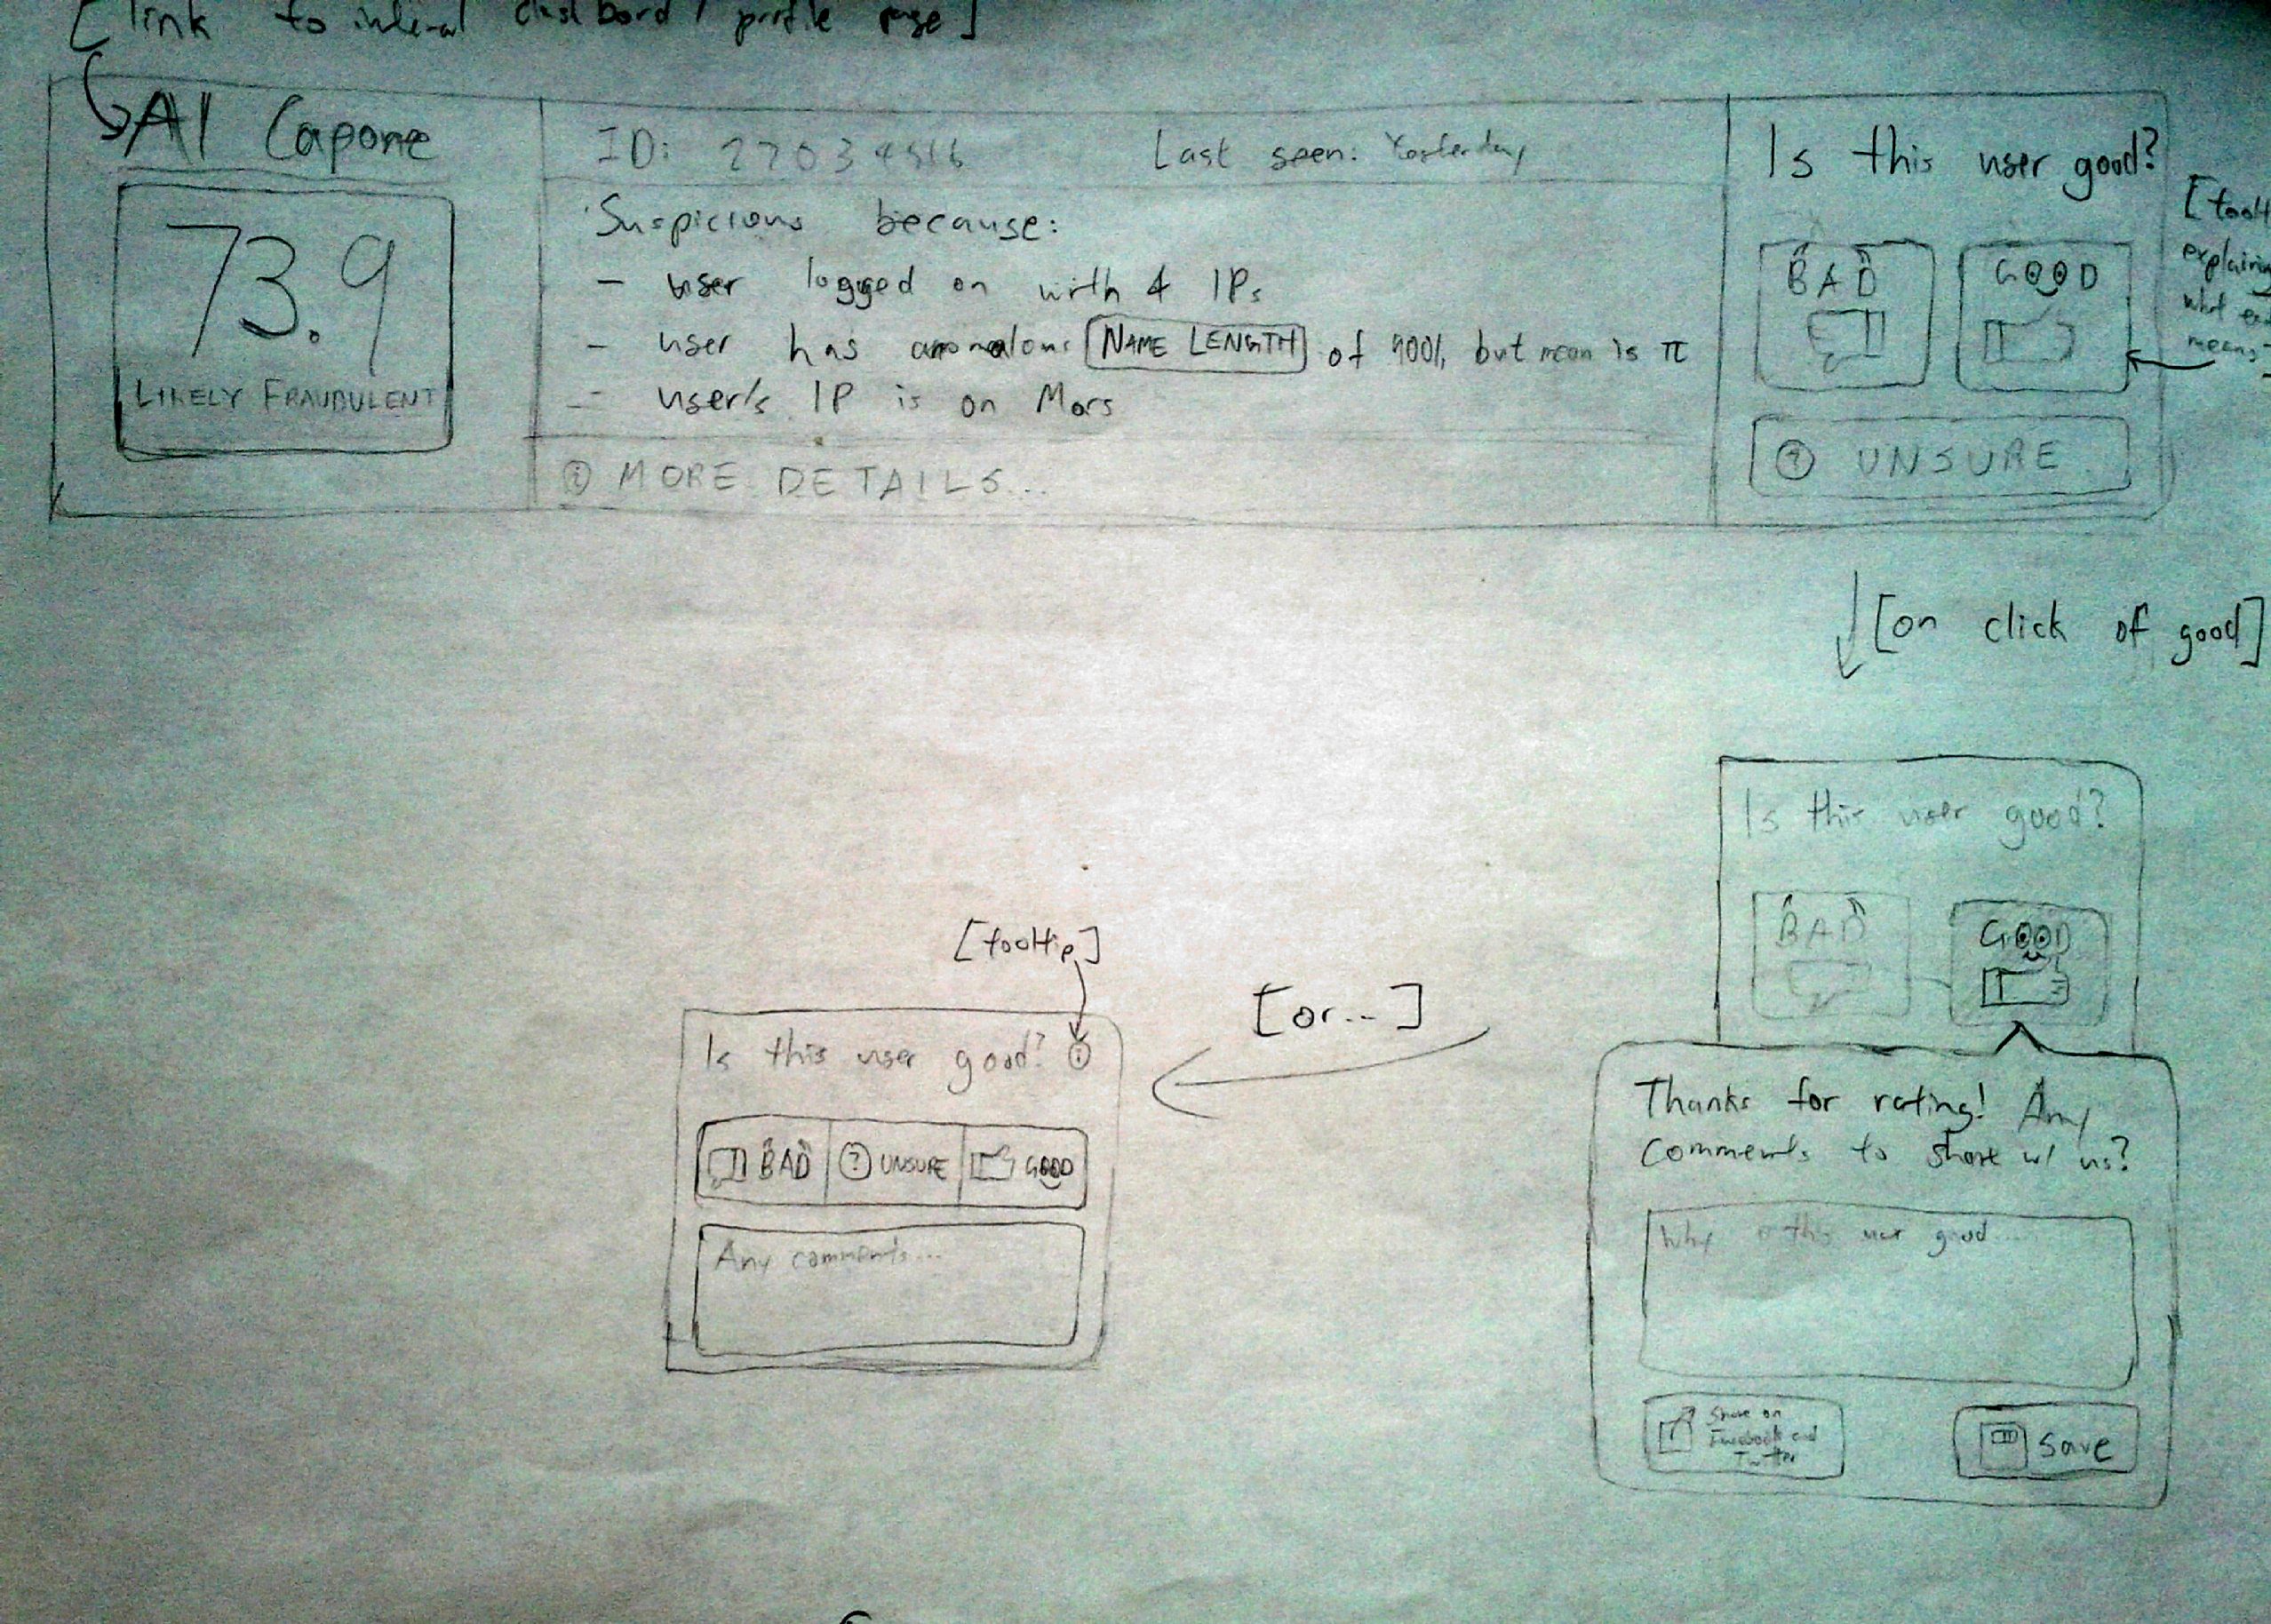 [link to internal dashboard / profile page]
Al Capone
73.9
LIKELY FRAUDULENT
ID: Last seen: Yesterday
Suspicious because:
- user logged on with 4 IPs
- user has anomalous NAME LENGTH of 9001, but mean is π
- user's IP is on Mars
MORE DETAILS...
Is this user good?
BAD GOOD
? UNSURE
explaining
what
means
[on click of good]
Is this user good?
BAD GOOD
Thanks for rating! Any
comments to share w/ us?
Why is this user good...
Share on
Facebook and
Twitter
Save
[or...]
[tooltip]
Is this user good? i
BAD ? UNSURE GOOD
Any comments...